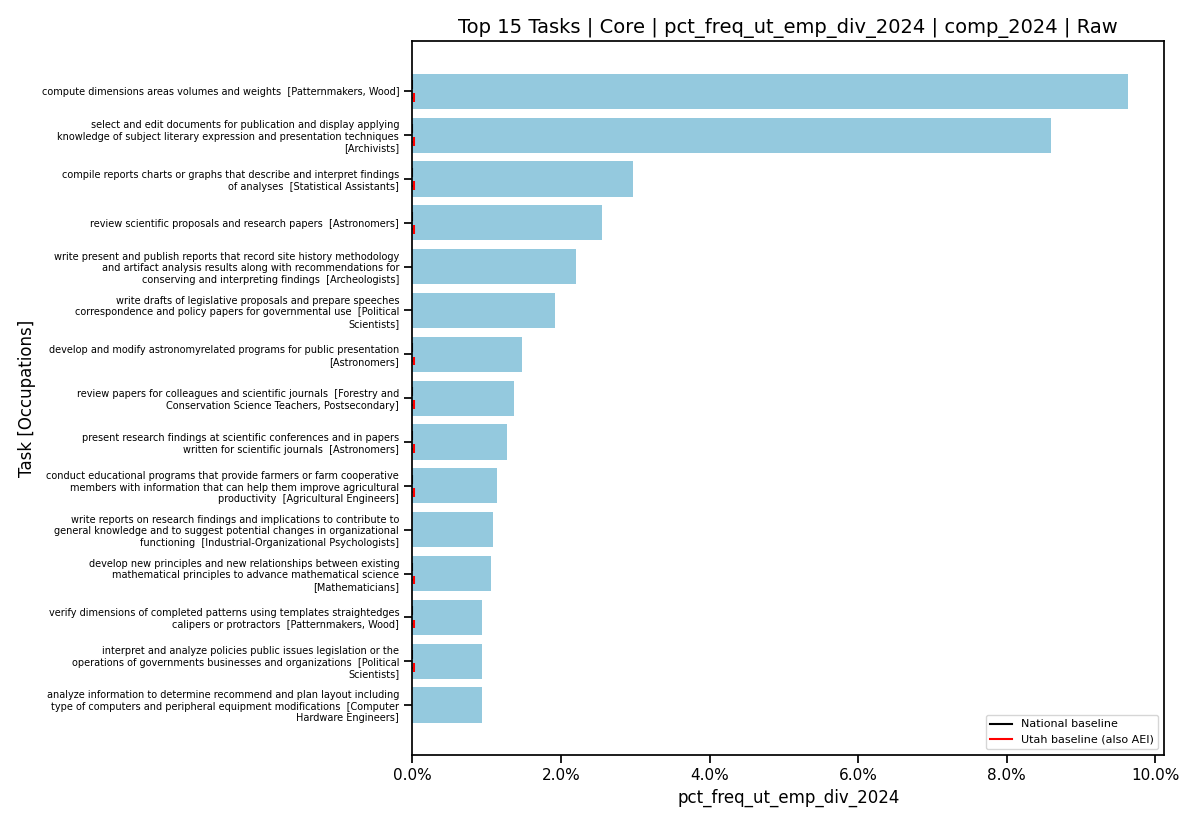 Top 15 Tasks | Core | pct_freq_ut_emp_div_2024 | comp_2024 | Raw
Task [Occupations]
compute dimensions areas volumes and weights  [Patternmakers, Wood]
select and edit documents for publication and display applying
knowledge of subject literary expression and presentation techniques
[Archivists]
compile reports charts or graphs that describe and interpret findings
of analyses  [Statistical Assistants]
review scientific proposals and research papers  [Astronomers]
write present and publish reports that record site history methodology
and artifact analysis results along with recommendations for
conserving and interpreting findings  [Archeologists]
write drafts of legislative proposals and prepare speeches
correspondence and policy papers for governmental use  [Political
Scientists]
develop and modify astronomyrelated programs for public presentation
[Astronomers]
review papers for colleagues and scientific journals  [Forestry and
Conservation Science Teachers, Postsecondary]
present research findings at scientific conferences and in papers
written for scientific journals  [Astronomers]
conduct educational programs that provide farmers or farm cooperative
members with information that can help them improve agricultural
productivity  [Agricultural Engineers]
write reports on research findings and implications to contribute to
general knowledge and to suggest potential changes in organizational
functioning  [Industrial-Organizational Psychologists]
develop new principles and new relationships between existing
mathematical principles to advance mathematical science
[Mathematicians]
verify dimensions of completed patterns using templates straightedges
calipers or protractors  [Patternmakers, Wood]
interpret and analyze policies public issues legislation or the
operations of governments businesses and organizations  [Political
Scientists]
analyze information to determine recommend and plan layout including
type of computers and peripheral equipment modifications  [Computer
Hardware Engineers]
National baseline
Utah baseline (also AEI)
0.0% 2.0% 4.0% 6.0% 8.0% 10.0%
pct_freq_ut_emp_div_2024